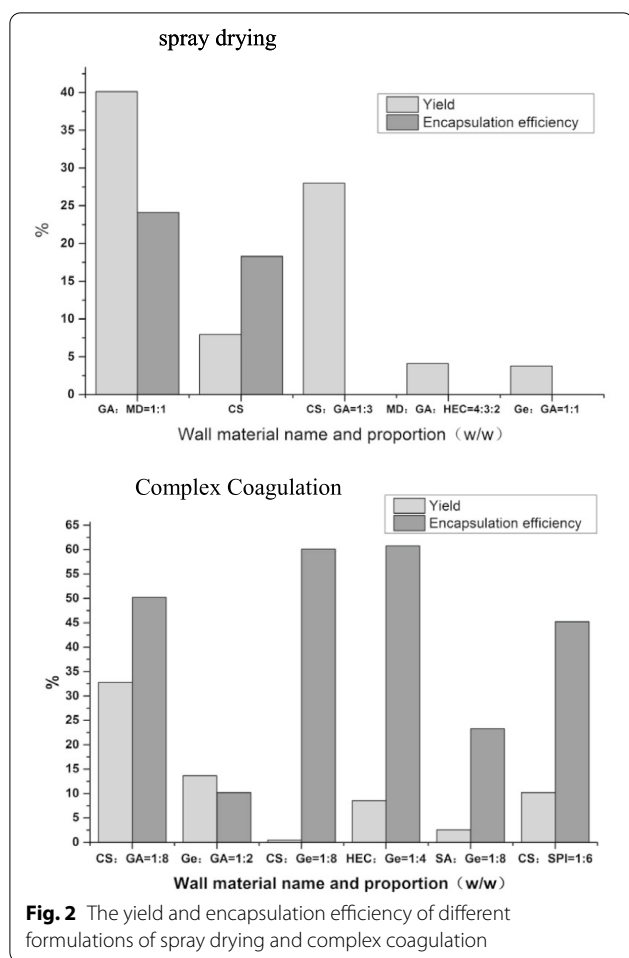 spray drying
40
35
30
25
20
15
10
5
0
%
Yield
Encapsulation efficiency
GA：MD=1:1 CS CS：GA=1:3 MD：GA：HEC=4:3:2 Ge：GA=1:1
Wall material name and proportion（w/w）
Complex Coagulation
65
60
55
50
45
40
35
30
25
20
15
10
5
0
%
Yield
Encapsulation efficiency
CS：GA=1:8 Ge：GA=1:2 CS：Ge=1:8 HEC：Ge=1:4 SA：Ge=1:8 CS：SPI=1:6
Wall material name and proportion（w/w）
Fig. 2 The yield and encapsulation efficiency of different
formulations of spray drying and complex coagulation